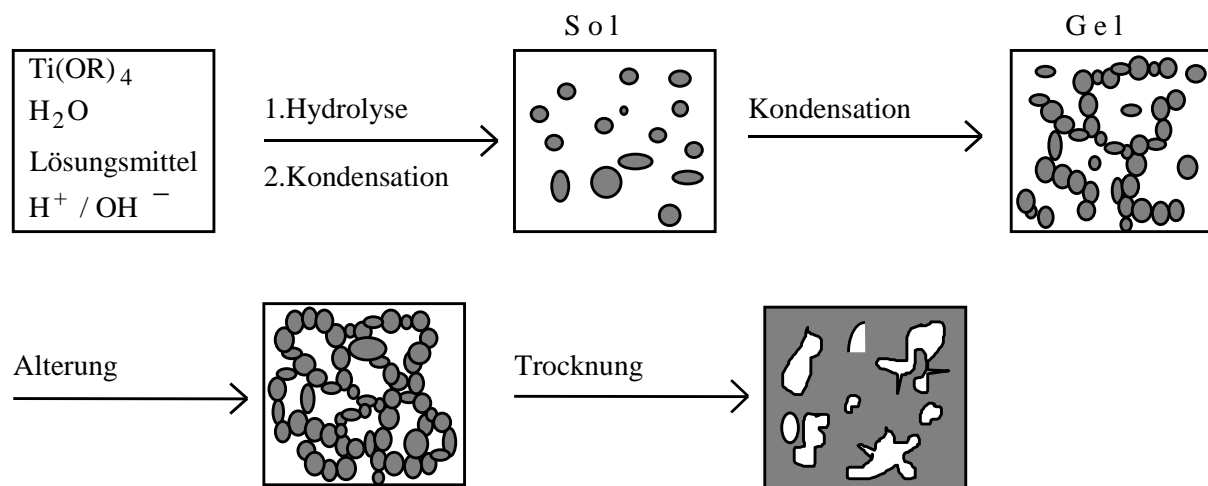 Sol
Gel
Ti(OR)4
H2O
Lösungsmittel
H+ / OH −
1.Hydrolyse
2.Kondensation
Kondensation
Alterung
Trocknung